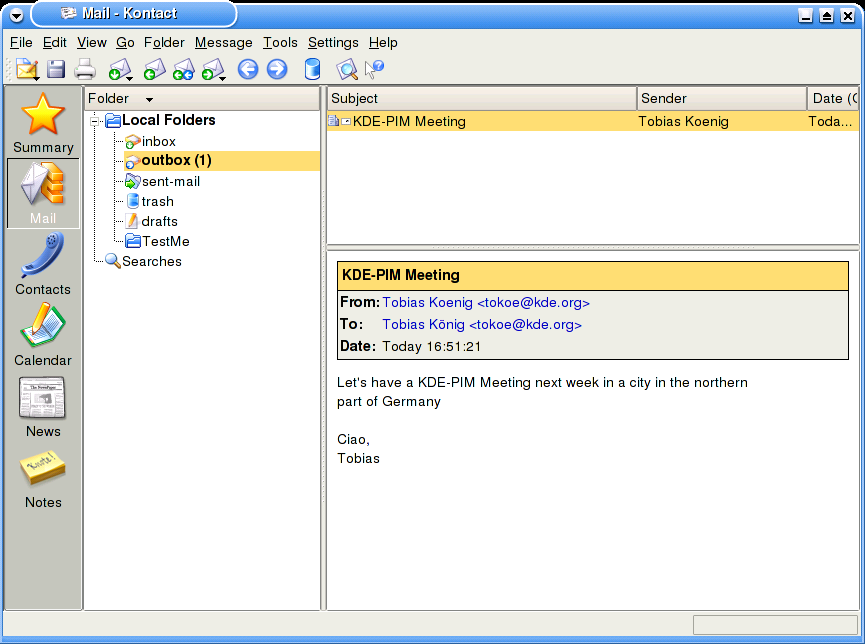 Mail - Kontact
File Edit View Go Folder Message Tools Settings Help
Summary
Mail
Contacts
Calendar
News
Notes
Folder
Local Folders
inbox
outbox (1)
sent-mail
trash
drafts
TestMe
Searches
Subject Sender Date (
KDE-PIM Meeting Tobias Koenig Toda...
KDE-PIM Meeting
From: Tobias Koenig <tokoe@kde.org>
To: Tobias König <tokoe@kde.org>
Date: Today 16:51:21
Let's have a KDE-PIM Meeting next week in a city in the northern
part of Germany
Ciao,
Tobias